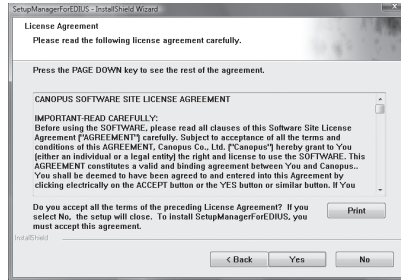 SetupManagerForEDIUS - InstallShield Wizard
License Agreement
Please read the following license agreement carefully.
Press the PAGE DOWN key to see the rest of the agreement.
CANOPUS SOFTWARE SITE LICENSE AGREEMENT
IMPORTANT-READ CAREFULLY:
Before using the SOFTWARE, please read all clauses of this Software Site License
Agreement ("AGREEMENT") carefully. Subject to acceptance of all the terms and
conditions of this AGREEMENT, Canopus Co., Ltd. ("Canopus") hereby grant to You
(either an individual or a legal entity) the right and license to use the SOFTWARE. This
AGREEMENT constitutes a valid and binding agreement between You and Canopus..
You shall be deemed to have agreed to and entered into this Agreement by
clicking electrically on the ACCEPT button or the YES button or similar button. If You
Do you accept all the terms of the preceding License Agreement? If you
select No, the setup will close. To install SetupManagerForEDIUS, you
must accept this agreement.
Print
InstallShield
< Back
Yes
No